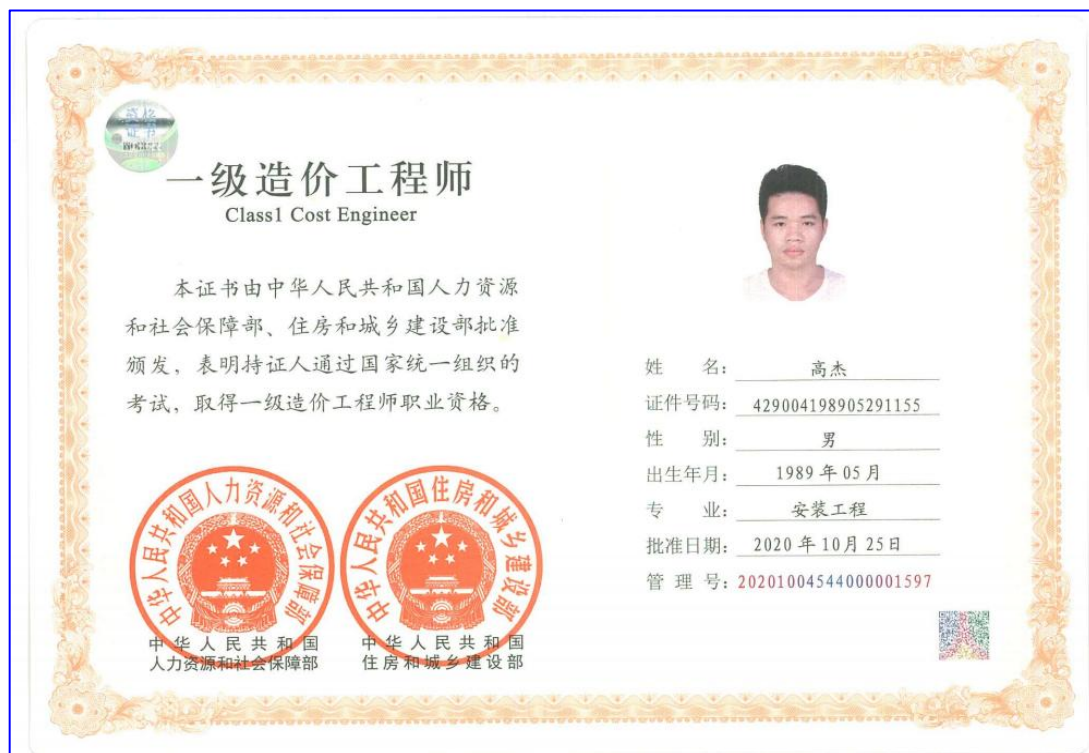 资格
证书
一级造价工程师
Class1 Cost Engineer
本证书由中华人民共和国人力资源
和社会保障部、住房和城乡建设部批准
颁发，表明持证人通过国家统一组织的
考试，取得一级造价工程师职业资格。
中华人民共和国人力资源和社会保障部
中华人民共和国
人力资源和社会保障部
中华人民共和国住房和城乡建设部
中华人民共和国
住房和城乡建设部
姓 名： 高杰
证件号码： 429004198905291155
性 别： 男
出生年月： 1989 年 05 月
专 业： 安装工程
批准日期： 2020 年 10 月 25 日
管 理 号： 20201004544000001597